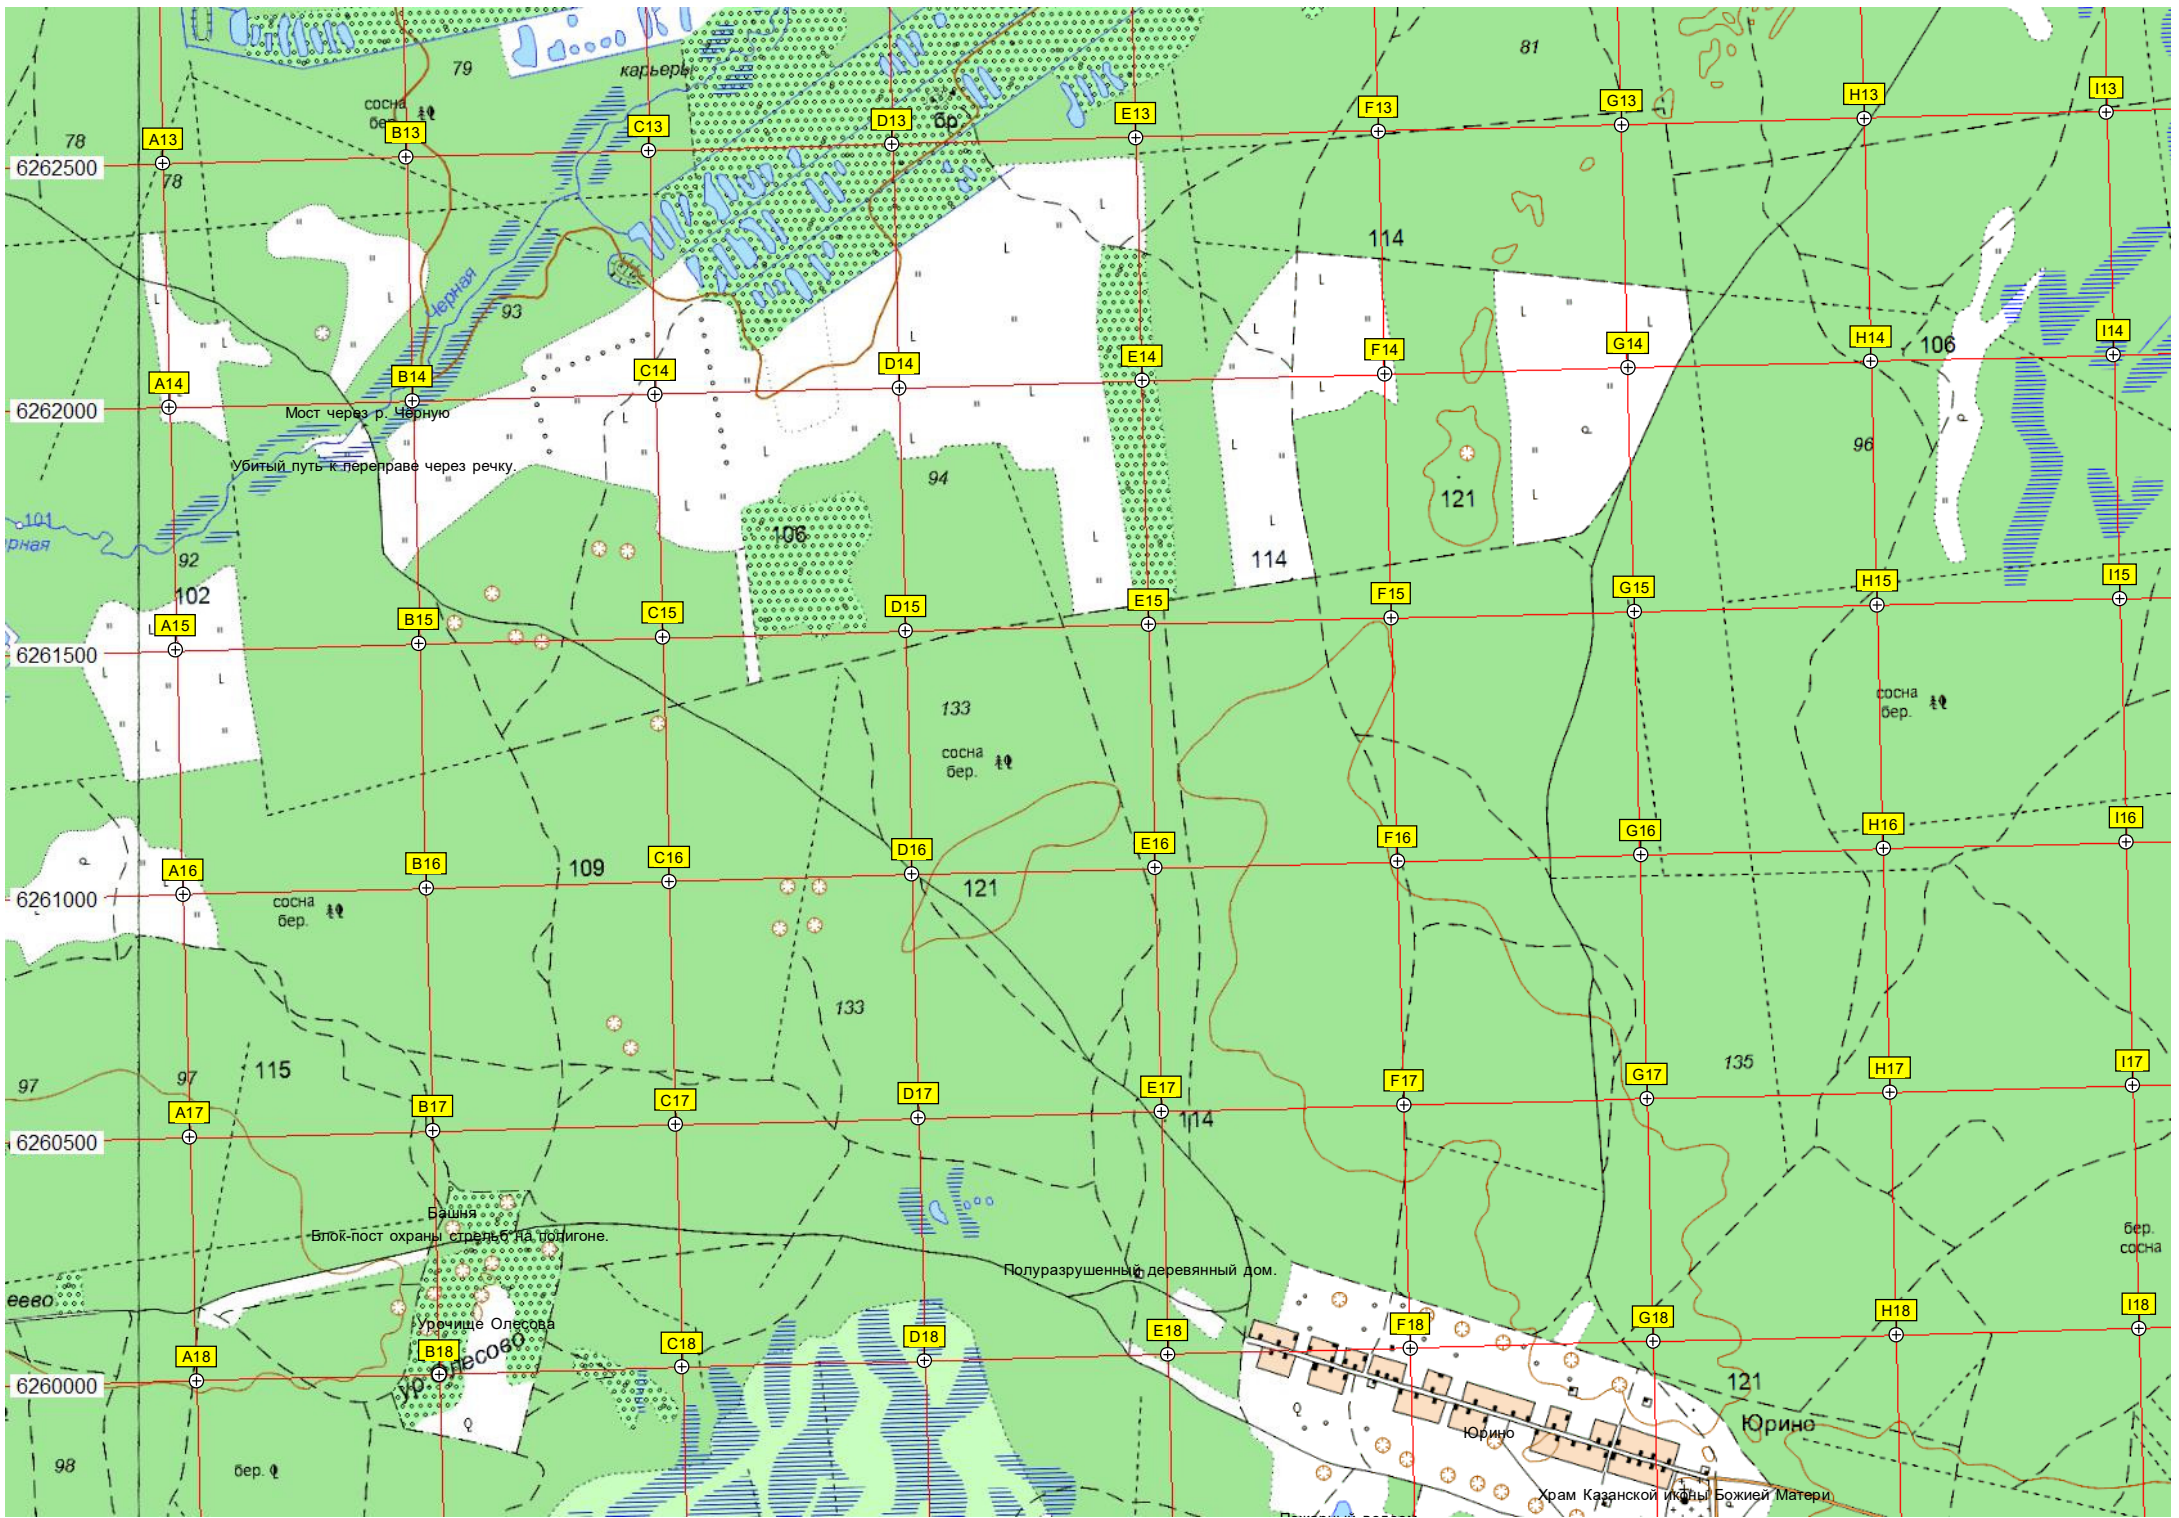 79
81
карьеры
сосна
бер.
бр.
78
A13
B13
C13
D13
E13
F13
G13
H13
I13
6262500
78
114
Черная
93
A14
B14
C14
D14
E14
F14
G14
H14
I14
106
6262000
Мост через р. Чёрную
Убитый путь к переправе через речку.
96
94
121
101
106
рная
92
114
102
A15
B15
C15
D15
E15
F15
G15
H15
I15
6261500
133
сосна
бер.
сосна
бер.
A16
B16
C16
D16
E16
F16
G16
H16
I16
109
121
6261000
сосна
бер.
133
115
135
97
97
A17
B17
C17
D17
E17
F17
G17
H17
I17
114
6260500
Башня
Блок-пост охраны стрельб на полигоне.
бер.
сосна
Полуразрушенный деревянный дом.
еево
Урочище Олесова
ур. Олесово
A18
B18
C18
D18
E18
F18
G18
H18
I18
6260000
121
Юрино
Юрино
98
бер.
Храм Казанской иконы Божией Матери